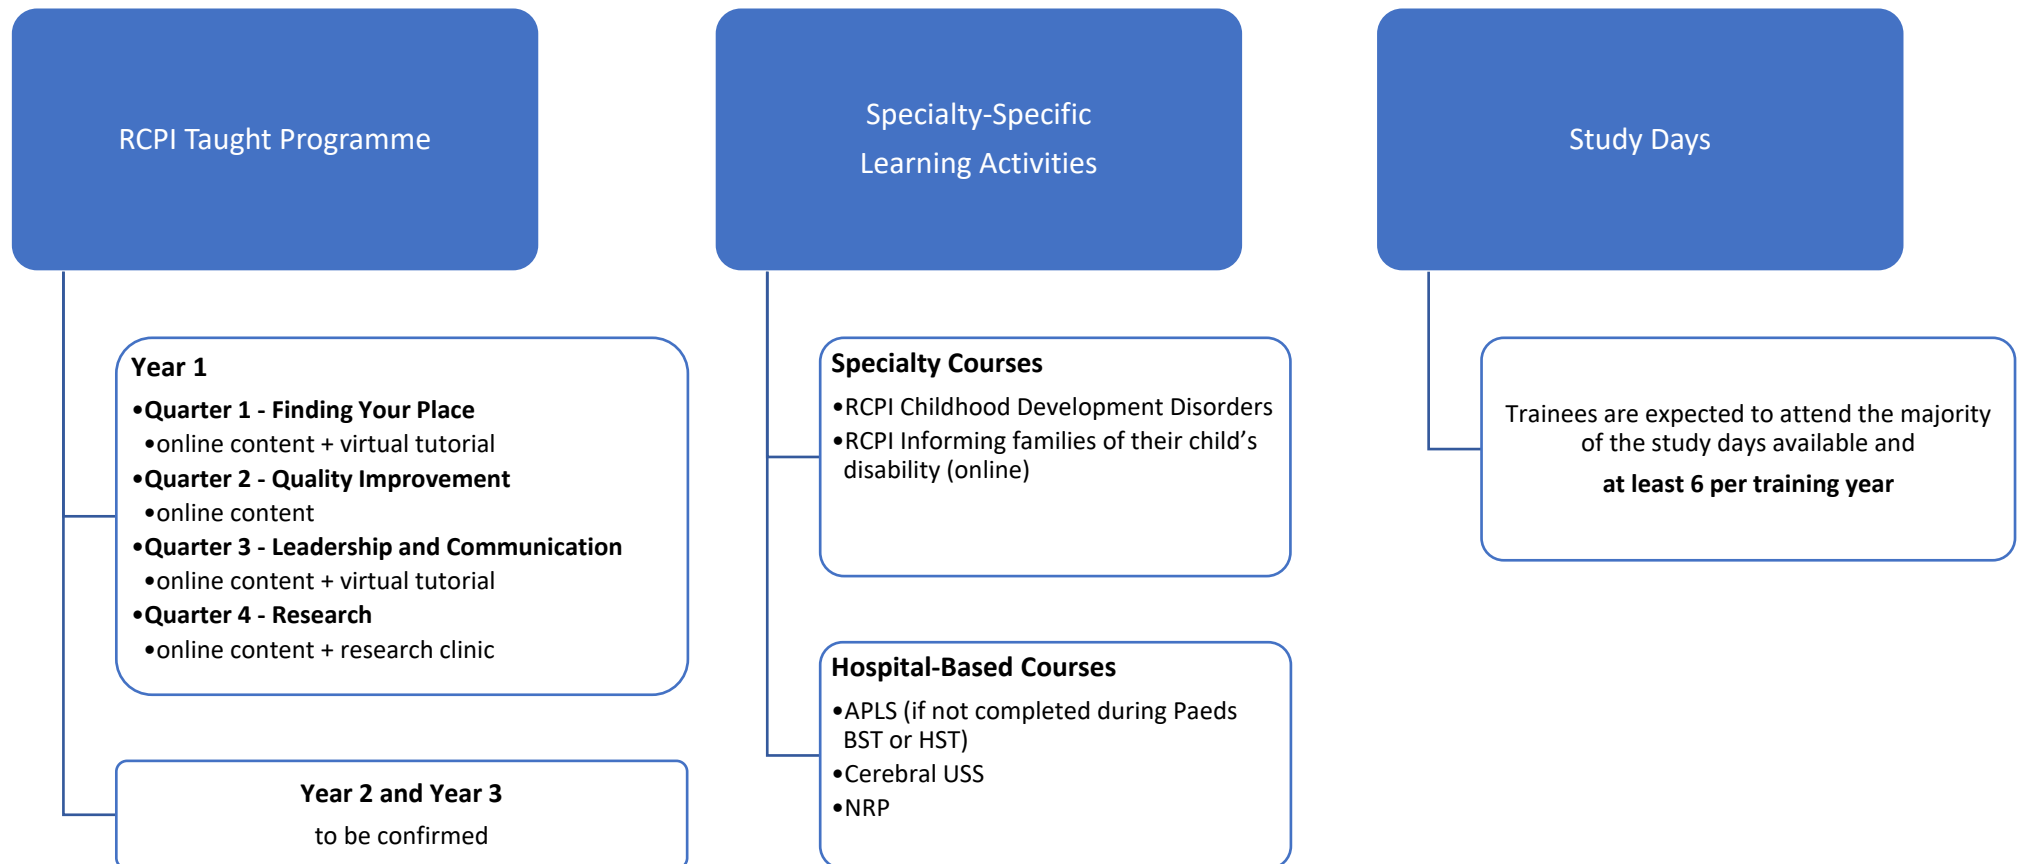 RCPI Taught Programme
Year 1
•Quarter 1 - Finding Your Place
•online content + virtual tutorial
•Quarter 2 - Quality Improvement
•online content
•Quarter 3 - Leadership and Communication
•online content + virtual tutorial
•Quarter 4 - Research
•online content + research clinic
Year 2 and Year 3
to be confirmed
Specialty-Specific
Learning Activities
Specialty Courses
•RCPI Childhood Development Disorders
•RCPI Informing families of their child’s
disability (online)
Hospital-Based Courses
•APLS (if not completed during Paeds
BST or HST)
•Cerebral USS
•NRP
Study Days
Trainees are expected to attend the majority
of the study days available and
at least 6 per training year